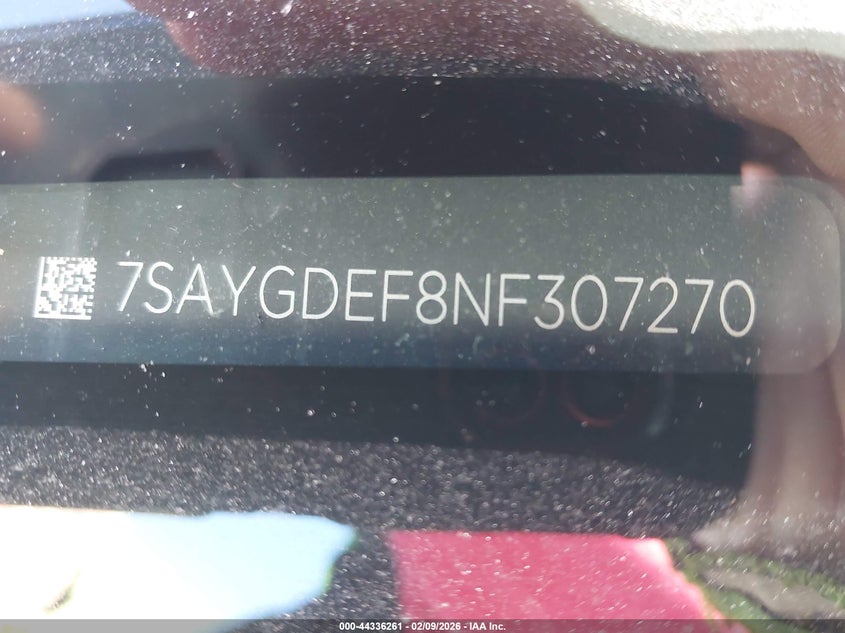 7SAYGDEF8NF307270
000-44336261 - 02/09/2026 - IAA Inc.